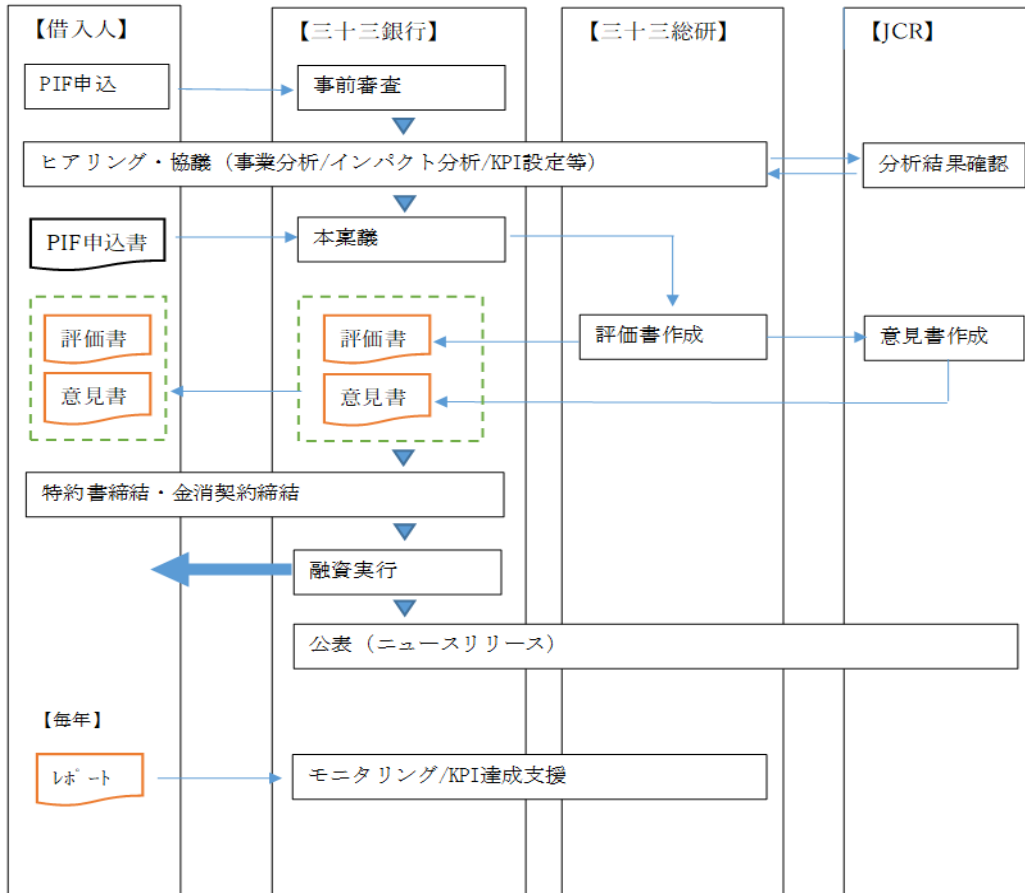 【借入人】
【三十三銀行】
【三十三総研】
【JCR】
PIF申込
事前審査
ヒアリング・協議（事業分析/インパクト分析/KPI設定等）
分析結果確認
PIF申込書
本稟議
評価書
評価書
評価書作成
意見書作成
意見書
意見書
特約書締結・金消契約締結
融資実行
公表（ニュースリリース）
【毎年】
ﾚﾎﾟｰﾄ
モニタリング/KPI達成支援